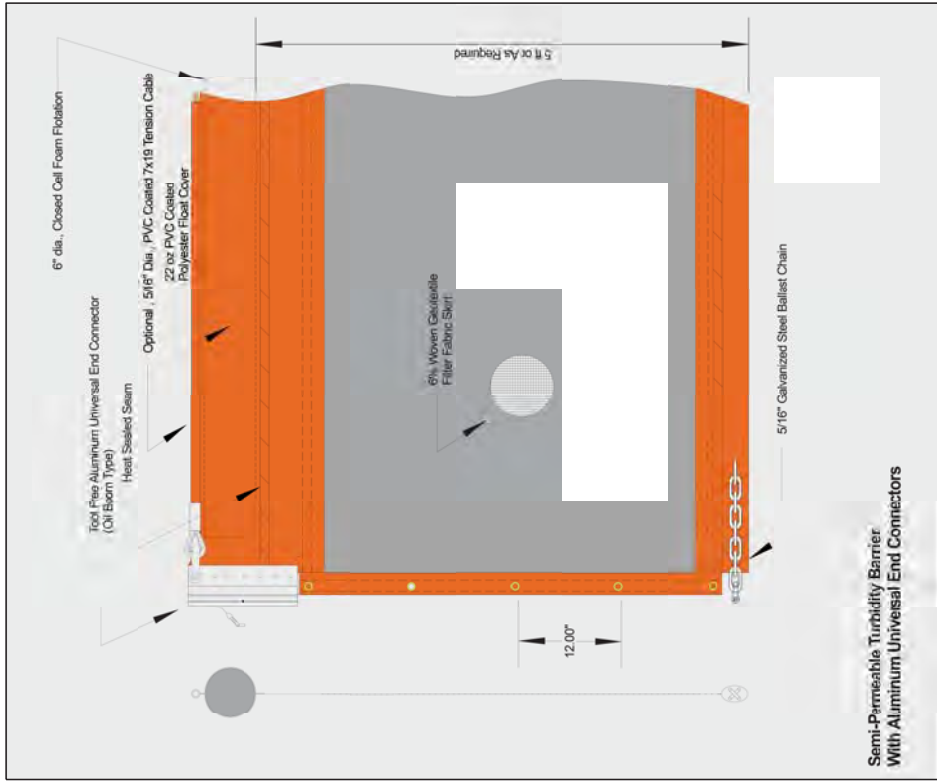 6" dia., Closed Cell Foam Flotation
Optional , 5/16" Dia., PVC Coated 7x19 Tension Cable
22 oz PVC Coated
Polyester Float Cover
Tool Free Aluminum Universal End Connector
(Oil Boom Type)
Heat Sealed Seam
5 ft or As Required
6% Woven Geotextile
Filter Fabric Skirt
5/16" Galvanized Steel Ballast Chain
12.00"
Semi-Permeable Turbidity Barrier
With Aluminum Universal End Connectors